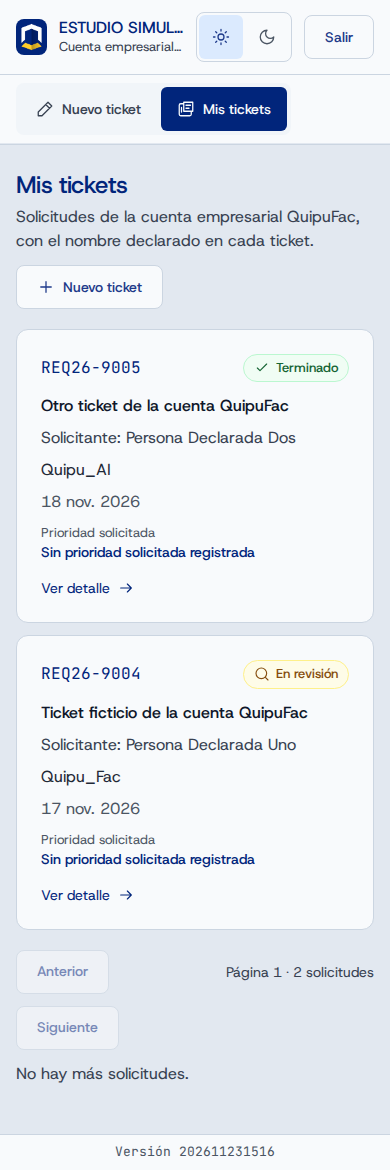 ESTUDIO SIMUL...
Cuenta empresarial...
Salir
Nuevo ticket
Mis tickets
Mis tickets
Solicitudes de la cuenta empresarial QuipuFac,
con el nombre declarado en cada ticket.
Nuevo ticket
REQ26-9005
Terminado
Otro ticket de la cuenta QuipuFac
Solicitante: Persona Declarada Dos
Quipu_AI
18 nov. 2026
Prioridad solicitada
Sin prioridad solicitada registrada
Ver detalle
REQ26-9004
En revisión
Ticket ficticio de la cuenta QuipuFac
Solicitante: Persona Declarada Uno
Quipu_Fac
17 nov. 2026
Prioridad solicitada
Sin prioridad solicitada registrada
Ver detalle
Anterior
Página 1 · 2 solicitudes
Siguiente
No hay más solicitudes.
Versión 202611231516